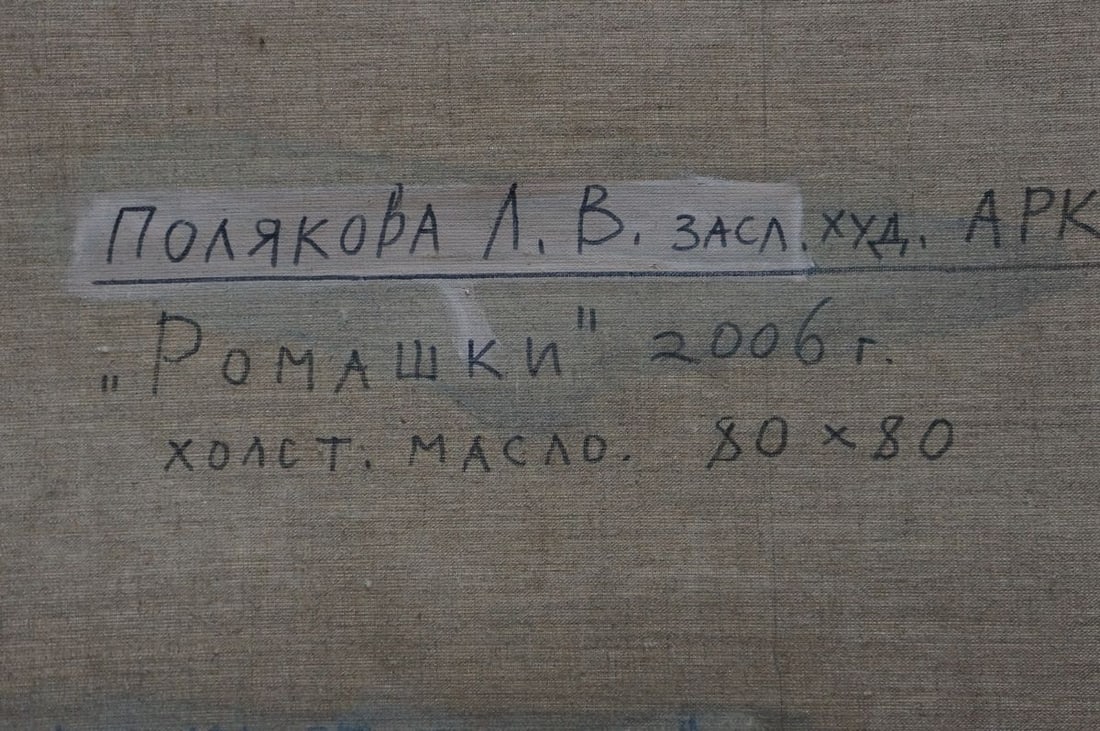 Полякова Л. В. засл. худ. АРК
„Ромашки" 2006 г.
холст. масло. 80 × 80